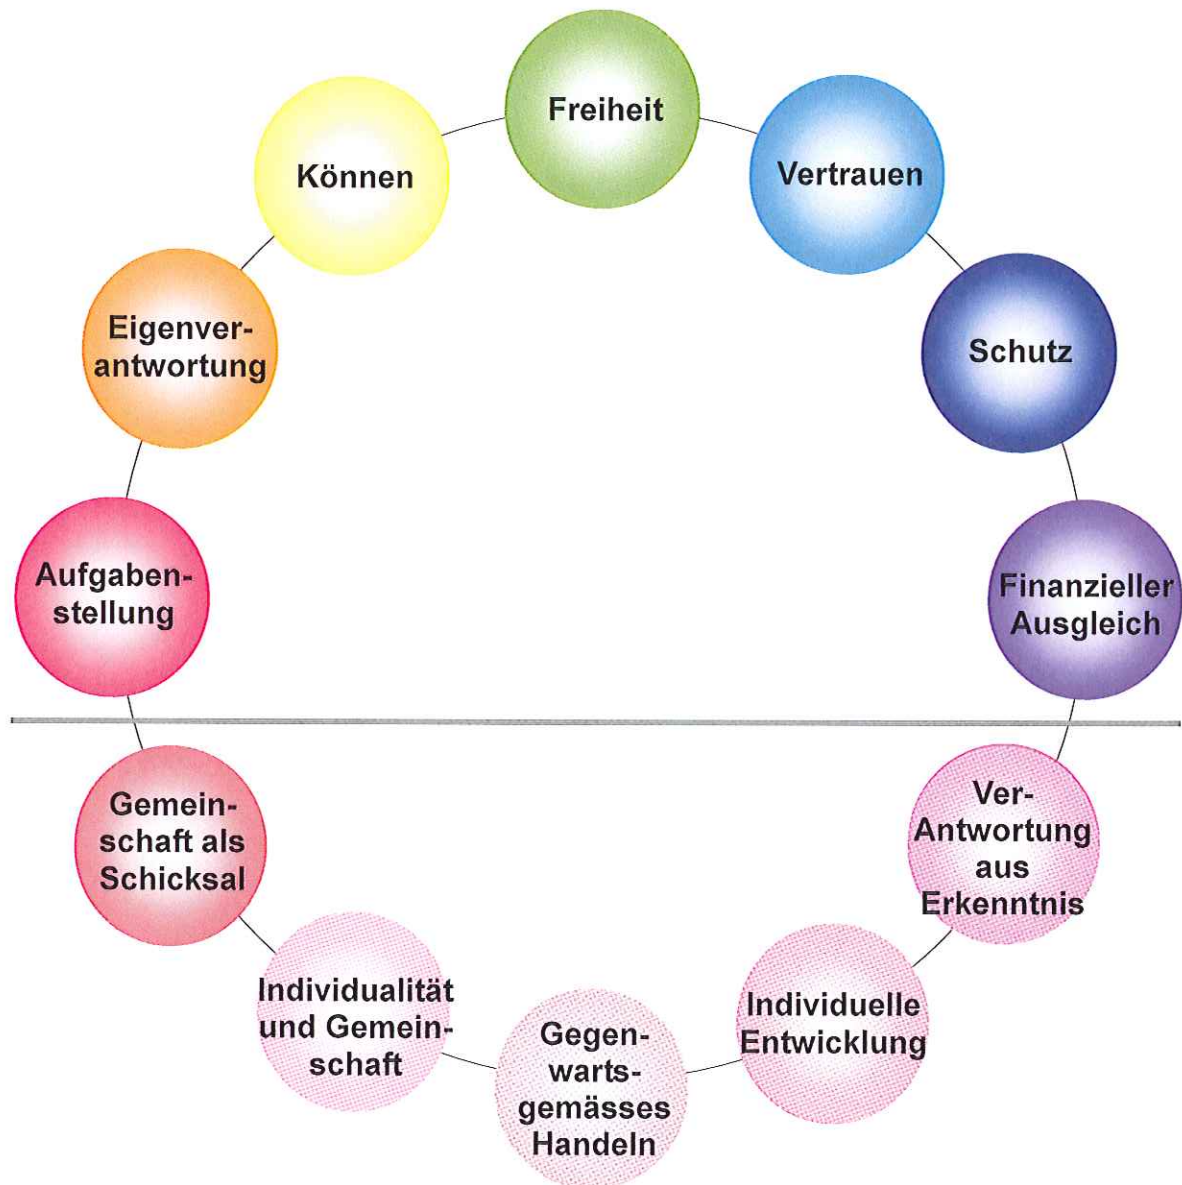 Freiheit
Können
Vertrauen
Eigenver-
antwortung
Schutz
Aufgaben-
stellung
Finanzieller
Ausgleich
Gemein-
schaft als
Schicksal
Ver-
Antwortung
aus
Erkenntnis
Individualität
und Gemein-
schaft
Gegen-
warts-
gemässes
Handeln
Individuelle
Entwicklung